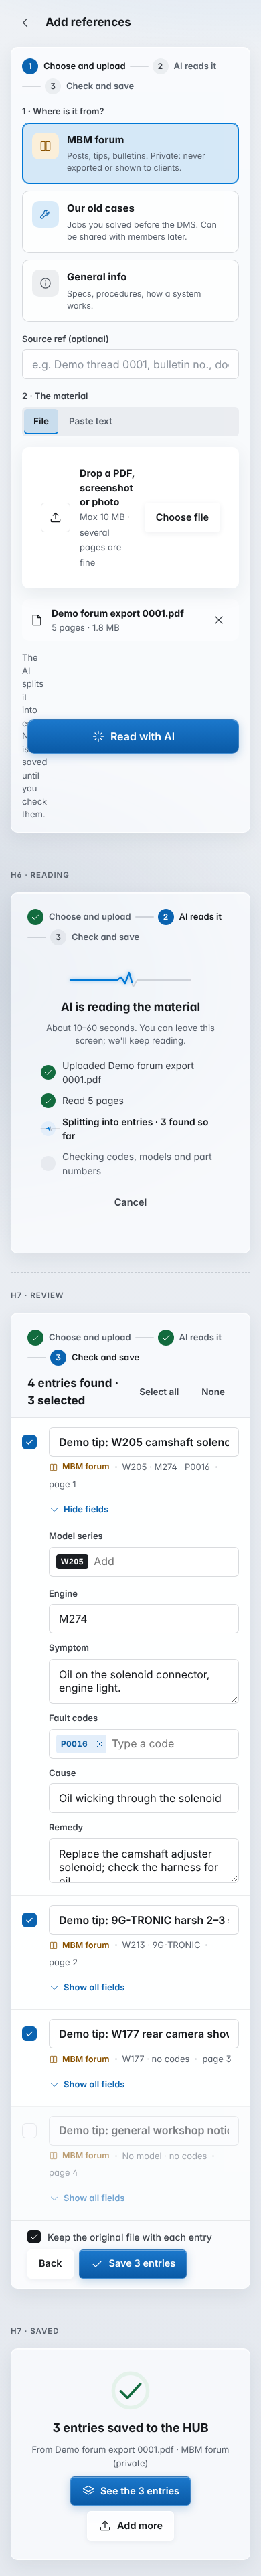 Add references
1 Choose and upload 2 AI reads it
3 Check and save
1 · Where is it from?
MBM forum
Posts, tips, bulletins. Private: never
exported or shown to clients.
Our old cases
Jobs you solved before the DMS. Can
be shared with members later.
General info
Specs, procedures, how a system
works.
Source ref (optional)
e.g. Demo thread 0001, bulletin no., do
2 · The material
File Paste text
Drop a PDF,
screenshot
or photo
Max 10 MB ·
several
pages are
fine
Choose file
Demo forum export 0001.pdf
5 pages · 1.8 MB
The
AI
splits
it
into
Read with AI
is
saved
until
you
check
them.
H6 · READING
Choose and upload 2 AI reads it
3 Check and save
AI is reading the material
About 10–60 seconds. You can leave this
screen; we'll keep reading.
Uploaded Demo forum export
0001.pdf
Read 5 pages
Splitting into entries · 3 found so
far
Checking codes, models and part
numbers
Cancel
H7 · REVIEW
Choose and upload AI reads it
3 Check and save
4 entries found ·
3 selected
Select all None
Demo tip: W205 camshaft solenc
MBM forum · W205 · M274 · P0016 ·
page 1
Hide fields
Model series
W205 Add
Engine
M274
Symptom
Oil on the solenoid connector,
engine light.
Fault codes
P0016 Type a code
Cause
Oil wicking through the solenoid
Remedy
Replace the camshaft adjuster
solenoid; check the harness for
oil
Demo tip: 9G-TRONIC harsh 2–3
MBM forum · W213 · 9G-TRONIC ·
page 2
Show all fields
Demo tip: W177 rear camera show
MBM forum · W177 · no codes · page 3
Show all fields
Demo tip: general workshop notic
MBM forum · No model · no codes ·
page 4
Show all fields
Keep the original file with each entry
Back Save 3 entries
H7 · SAVED
3 entries saved to the HUB
From Demo forum export 0001.pdf · MBM forum
(private)
See the 3 entries
Add more